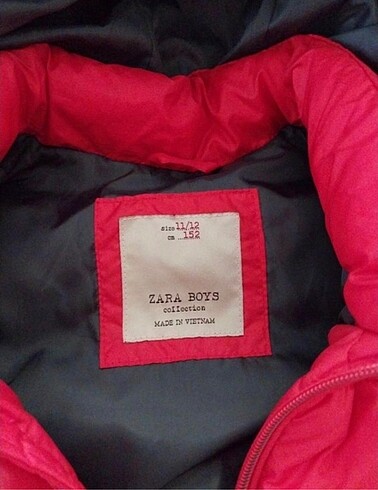 size 11/12
cm 152
ZARA BOYS
collection
MADE IN VIETNAM